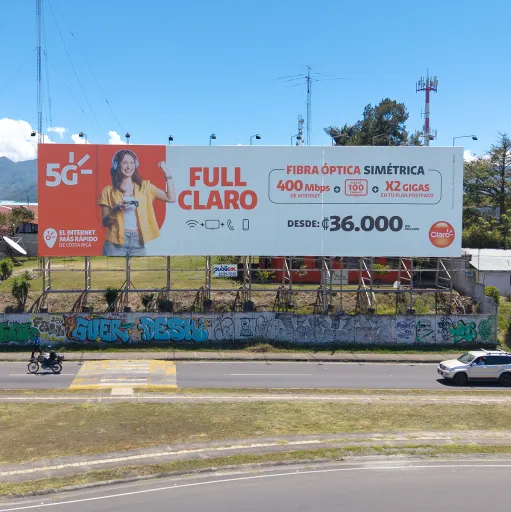 5G
EL INTERNET
MÁS RÁPIDO
DE COSTA RICA
FULL
CLARO
FIBRA ÓPTICA SIMÉTRICA
400 Mbps
DE INTERNET
+
100
+
X2 GIGAS
EN TU PLAN POSTPAGO
DESDE: ₡36.000
Claro